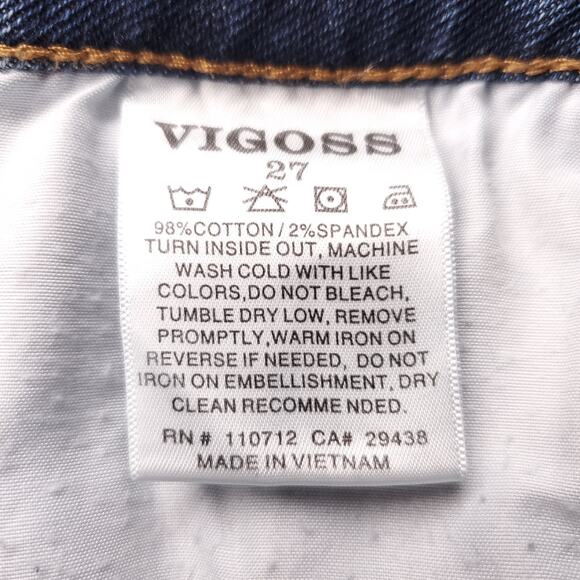 VIGOSS
27
98%COTTON/2%SPANDEX
TURN INSIDE OUT, MACHINE
WASH COLD WITH LIKE
COLORS,DO NOT BLEACH,
TUMBLE DRY LOW, REMOVE
PROMPTLY,WARM IRON ON
REVERSE IF NEEDED, DO NOT
IRON ON EMBELLISHMENT, DRY
CLEAN RECOMMENDED.
RN # 110712 CA# 29438
MADE IN VIETNAM